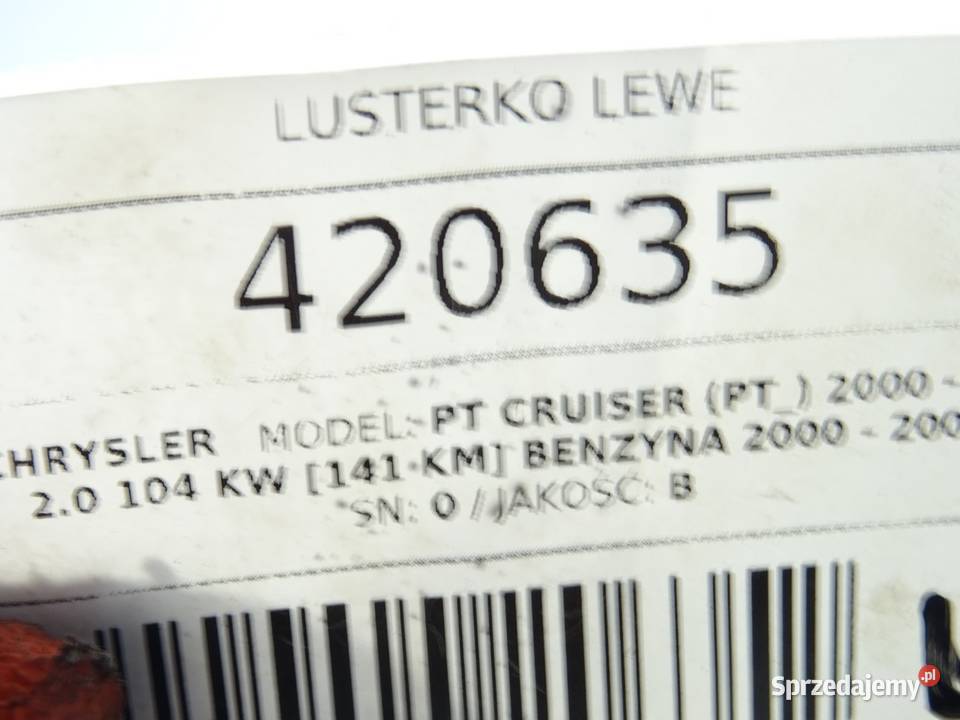 LUSTERKO LEWE
420635
CHRYSLER MODEL: PT CRUISER (PT_) 2000 -
2.0 104 KW [141 KM] BENZYNA 2000 - 200
SN: 0 / JAKOŚĆ: B
Sprzedajemy.pl